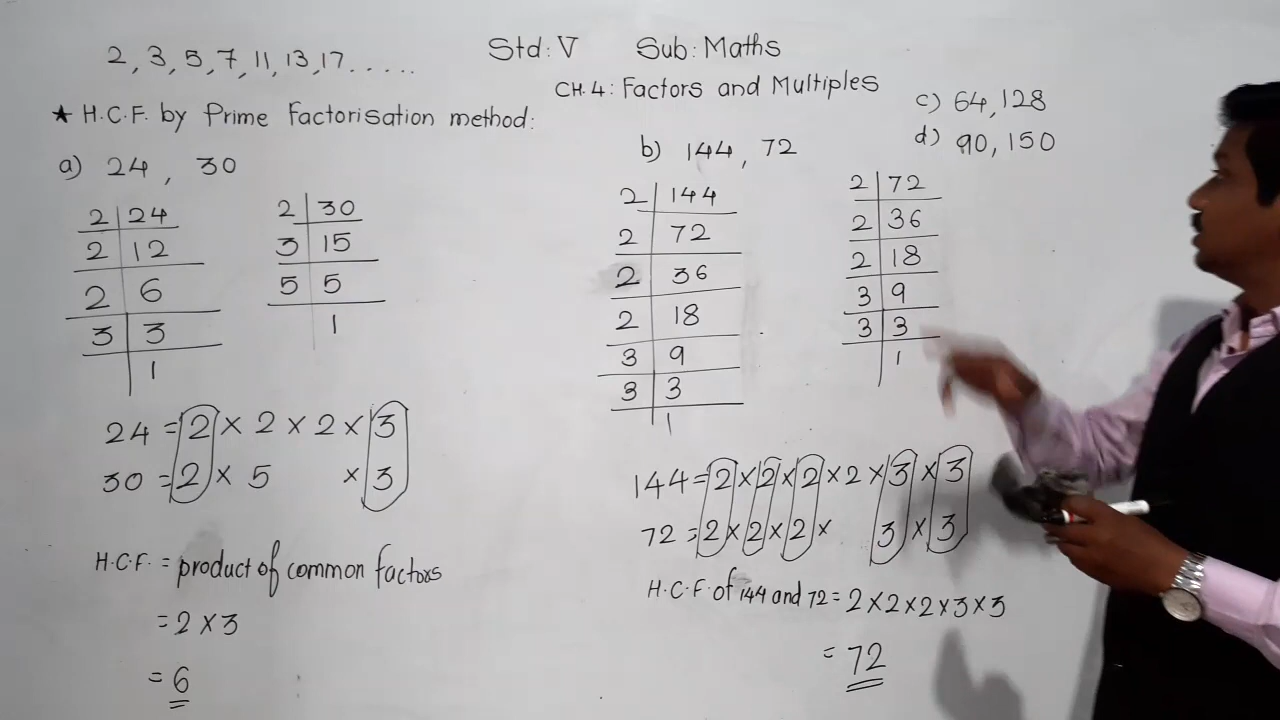 2, 3, 5, 7, 11, 13, 17.....
Std: V Sub: Maths
CH. 4: Factors and Multiples
★ H.C.F. by Prime Factorisation method:
a) 24, 30
2 | 24
2 | 12
2 | 6
3 | 3
1
2 | 30
3 | 15
5 | 5
1
24 = 2 × 2 × 2 × 3
30 = 2 × 5 × 3
H.C.F. = product of common factors
= 2 × 3
= 6
b) 144, 72
2 | 144
2 | 72
2 | 36
2 | 18
3 | 9
3 | 3
1
2 | 72
2 | 36
2 | 18
3 | 9
3 | 3
1
144 = 2 × 2 × 2 × 2 × 3 × 3
72 = 2 × 2 × 2 × 3 × 3
H.C.F. of 144 and 72 = 2 × 2 × 2 × 3 × 3
= 72
c) 64, 128
d) 90, 150